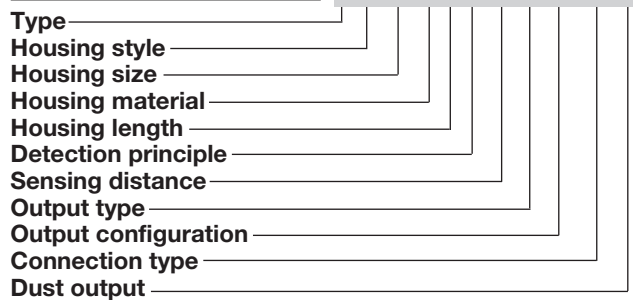 Type
Housing style
Housing size
Housing material
Housing length
Detection principle
Sensing distance
Output type
Output configuration
Connection type
Dust output